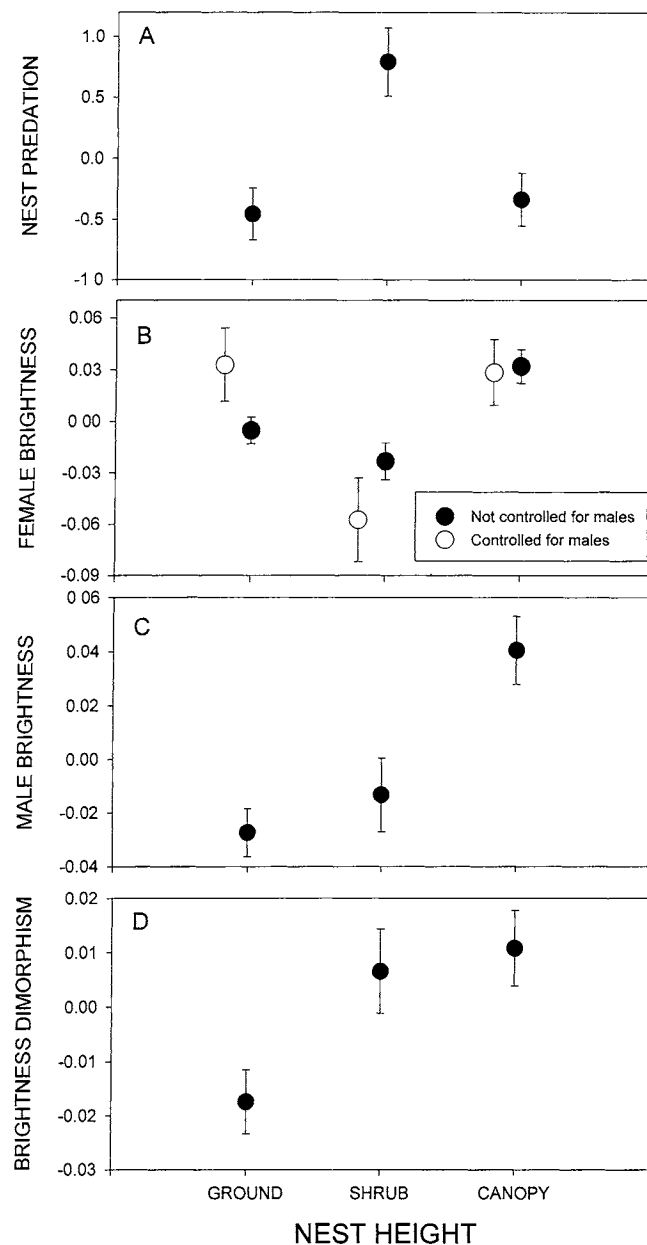 A
NEST PREDATION
1.0
0.5
0.0
-0.5
-1.0
B
FEMALE BRIGHTNESS
0.06
0.03
0.00
-0.03
-0.06
-0.09
Not controlled for males
Controlled for males
C
MALE BRIGHTNESS
0.06
0.04
0.02
0.00
-0.02
-0.04
D
BRIGHTNESS DIMORPHISM
0.02
0.01
0.00
-0.01
-0.02
-0.03
GROUND SHRUB CANOPY
NEST HEIGHT